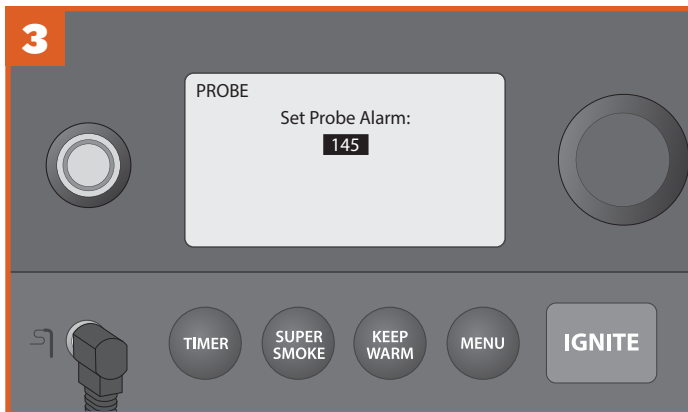 3
PROBE
Set Probe Alarm:
145
TIMER
SUPER
SMOKE
KEEP
WARM
MENU
IGNITE